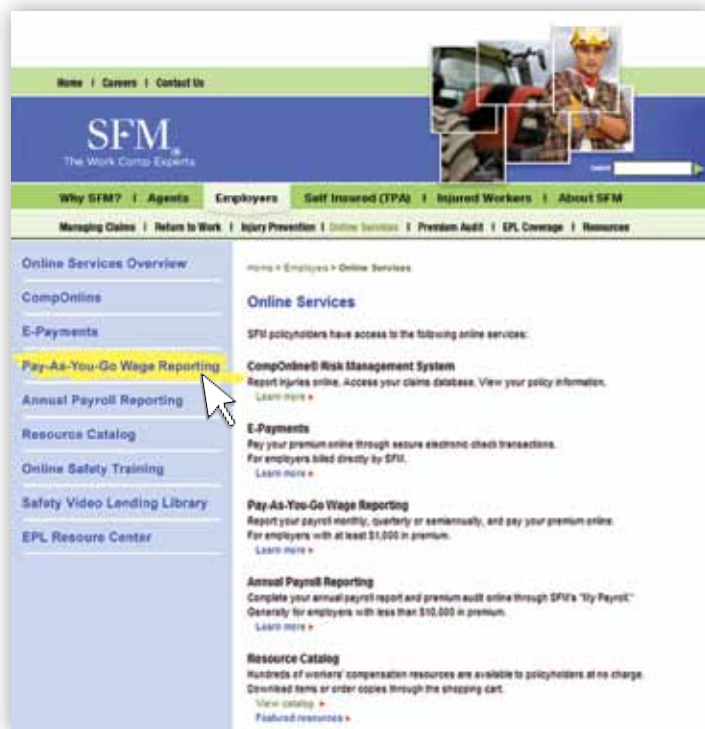 Home | Careers | Contact Us
SFM®
The Work Comp Experts
Search
Why SFM? | Agents Employers Self Insured (TPA) | Injured Workers | About SFM
Managing Claims | Return to Work | Injury Prevention | Online Services | Premium Audit | EPL Coverage | Resources
Online Services Overview
CompOnline
E-Payments
Pay-As-You-Go Wage Reporting
Annual Payroll Reporting
Resource Catalog
Online Safety Training
Safety Video Lending Library
EPL Resoure Center
Home > Employers > Online Services
Online Services
SFM policyholders have access to the following online services:
CompOnline® Risk Management System
Report injuries online. Access your claims database. View your policy information.
Learn more
E-Payments
Pay your premium online through secure electronic check transactions.
For employers billed directly by SFM.
Learn more
Pay-As-You-Go Wage Reporting
Report your payroll monthly, quarterly or semiannually, and pay your premium online.
For employers with at least $1,000 in premium.
Learn more
Annual Payroll Reporting
Complete your annual payroll report and premium audit online through SFM's "My Payroll."
Generally for employers with less than $10,000 in premium.
Learn more
Resource Catalog
Hundreds of workers' compensation resources are available to policyholders at no charge.
Download items or order copies through the shopping cart.
View catalog
Featured resources